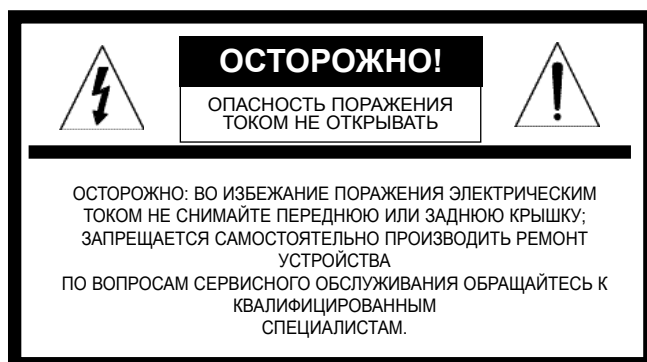 ОСТОРОЖНО!
ОПАСНОСТЬ ПОРАЖЕНИЯ
ТОКОМ НЕ ОТКРЫВАТЬ
ОСТОРОЖНО: ВО ИЗБЕЖАНИЕ ПОРАЖЕНИЯ ЭЛЕКТРИЧЕСКИМ
ТОКОМ НЕ СНИМАЙТЕ ПЕРЕДНЮЮ ИЛИ ЗАДНЮЮ КРЫШКУ;
ЗАПРЕЩАЕТСЯ САМОСТОЯТЕЛЬНО ПРОИЗВОДИТЬ РЕМОНТ
УСТРОЙСТВА
ПО ВОПРОСАМ СЕРВИСНОГО ОБСЛУЖИВАНИЯ ОБРАЩАЙТЕСЬ К
КВАЛИФИЦИРОВАННЫМ
СПЕЦИАЛИСТАМ.